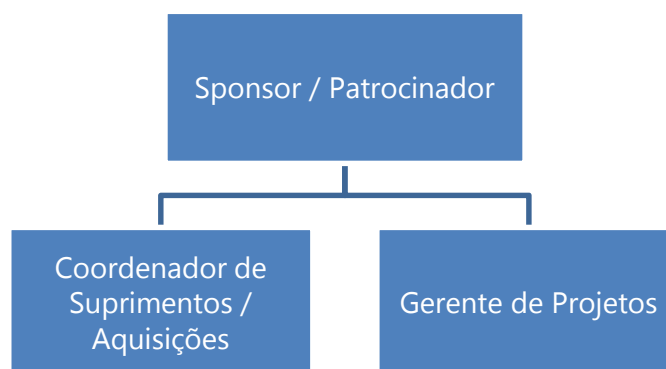 Sponsor / Patrocinador
Coordenador de
Suprimentos /
Aquisições
Gerente de Projetos